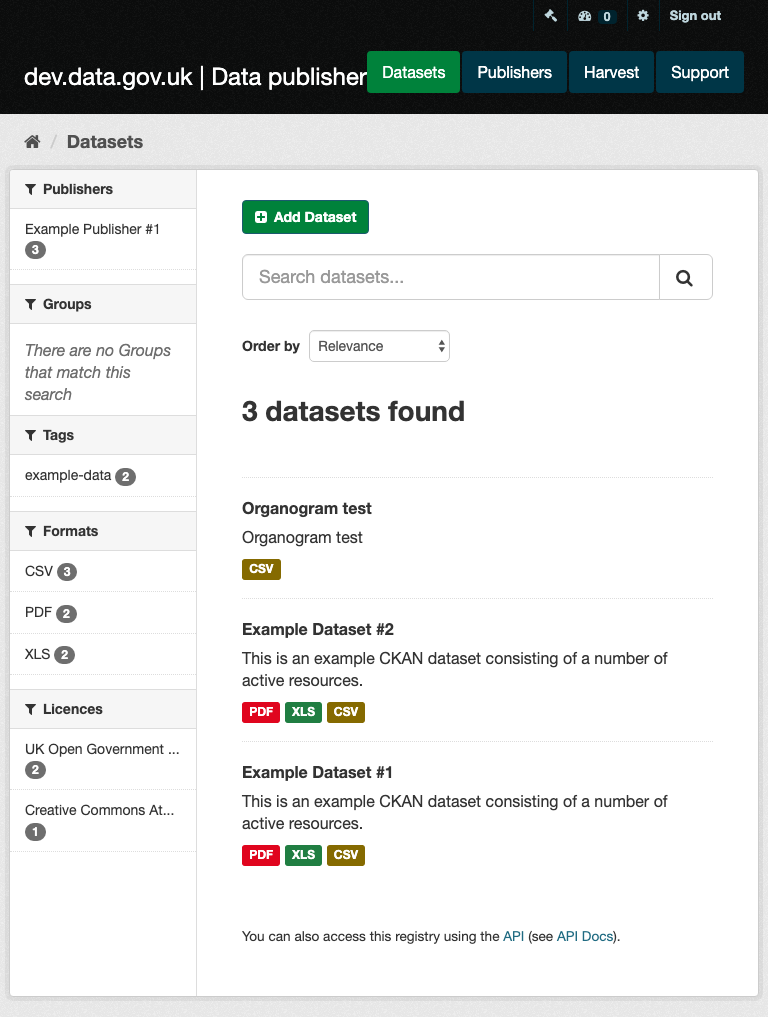 0 Sign out
dev.data.gov.uk | Data publisher
Datasets Publishers Harvest Support
/ Datasets
Publishers
Example Publisher #1
3
Groups
There are no Groups
that match this
search
Tags
example-data 2
Formats
CSV 3
PDF 2
XLS 2
Licences
UK Open Government ...
2
Creative Commons At...
1
Add Dataset
Search datasets...
Order by Relevance
3 datasets found
Organogram test
Organogram test
CSV
Example Dataset #2
This is an example CKAN dataset consisting of a number of
active resources.
PDF XLS CSV
Example Dataset #1
This is an example CKAN dataset consisting of a number of
active resources.
PDF XLS CSV
You can also access this registry using the API (see API Docs).